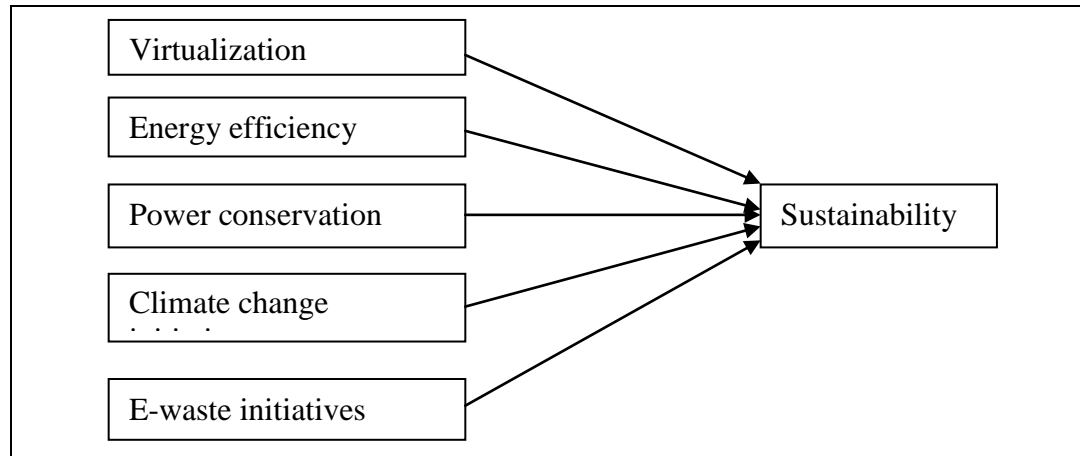 Virtualization
Energy efficiency
Power conservation
Sustainability
Climate change
E-waste initiatives